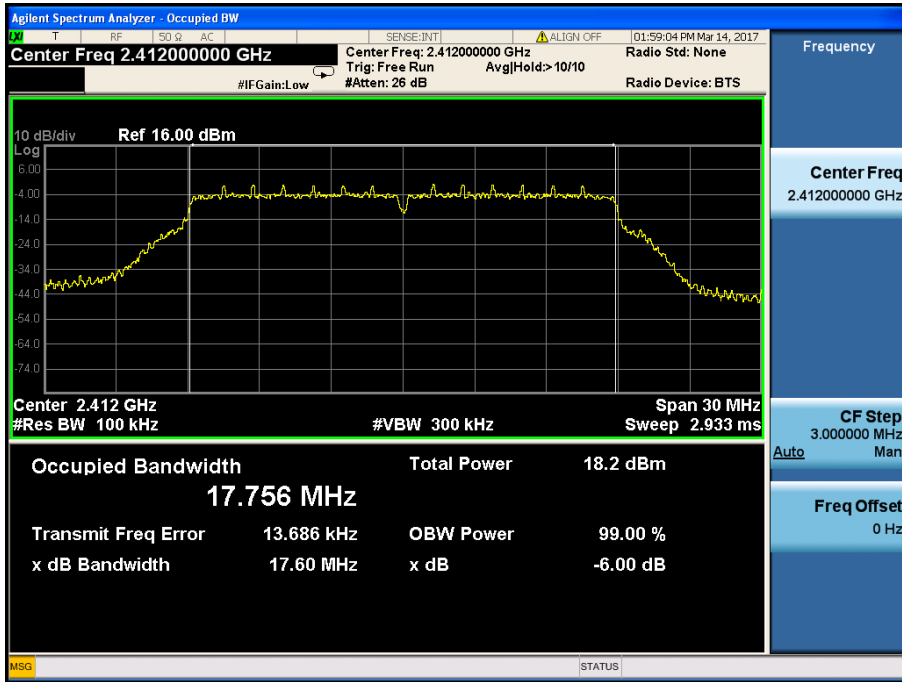 Agilent Spectrum Analyzer - Occupied BW
LXI T RF 50 Ω AC SENSE:INT ALIGN OFF 01:59:04 PM Mar 14, 2017
Center Freq 2.412000000 GHz
Center Freq: 2.412000000 GHz Radio Std: None
Trig: Free Run Avg|Hold:>10/10
#IFGain:Low #Atten: 26 dB Radio Device: BTS
10 dB/div Ref 16.00 dBm
Log
6.00
-4.00
-14.0
-24.0
-34.0
-44.0
-54.0
-64.0
-74.0
Center 2.412 GHz Span 30 MHz
#Res BW 100 kHz #VBW 300 kHz Sweep 2.933 ms
Occupied Bandwidth Total Power 18.2 dBm
17.756 MHz
Transmit Freq Error 13.686 kHz OBW Power 99.00 %
x dB Bandwidth 17.60 MHz x dB -6.00 dB
MSG STATUS
Frequency
Center Freq
2.412000000 GHz
CF Step
3.000000 MHz
Auto Man
Freq Offset
0 Hz